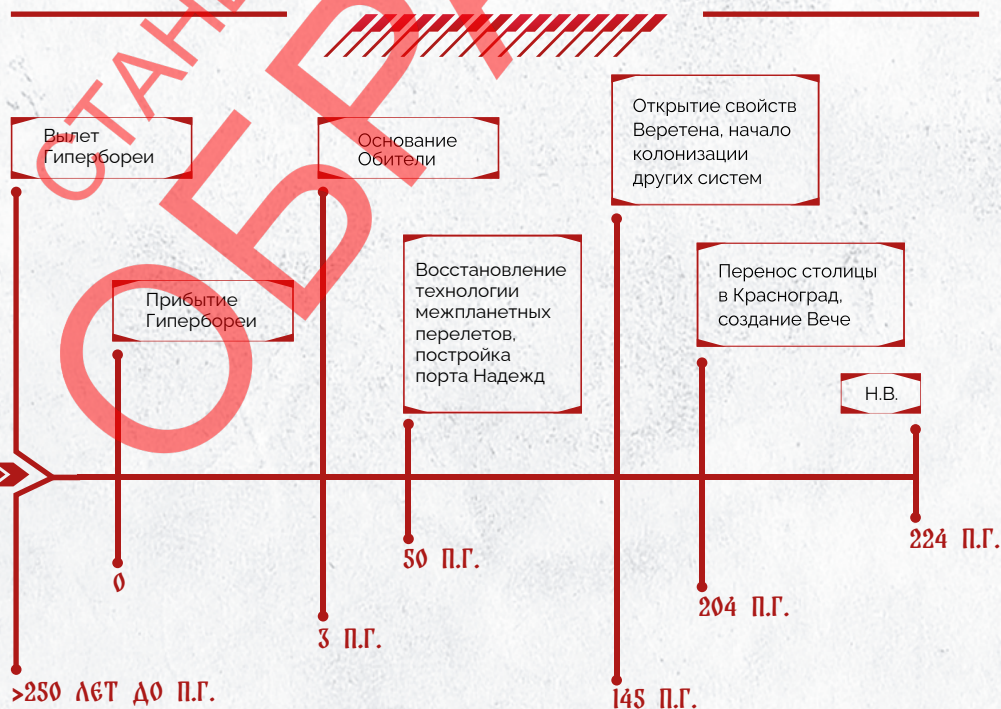 Вылет
Гипербореи
Прибытие
Гипербореи
Основание
Обители
Восстановление
технологии
межпланетных
перелетов,
постройка
порта Надежд
Открытие свойств
Веретена, начало
колонизации
других систем
Перенос столицы
в Красноград,
создание Вече
Н.В.
>250 ЛЕТ ДО П.Г.
0
3 П.Г.
50 П.Г.
145 П.Г.
204 П.Г.
224 П.Г.